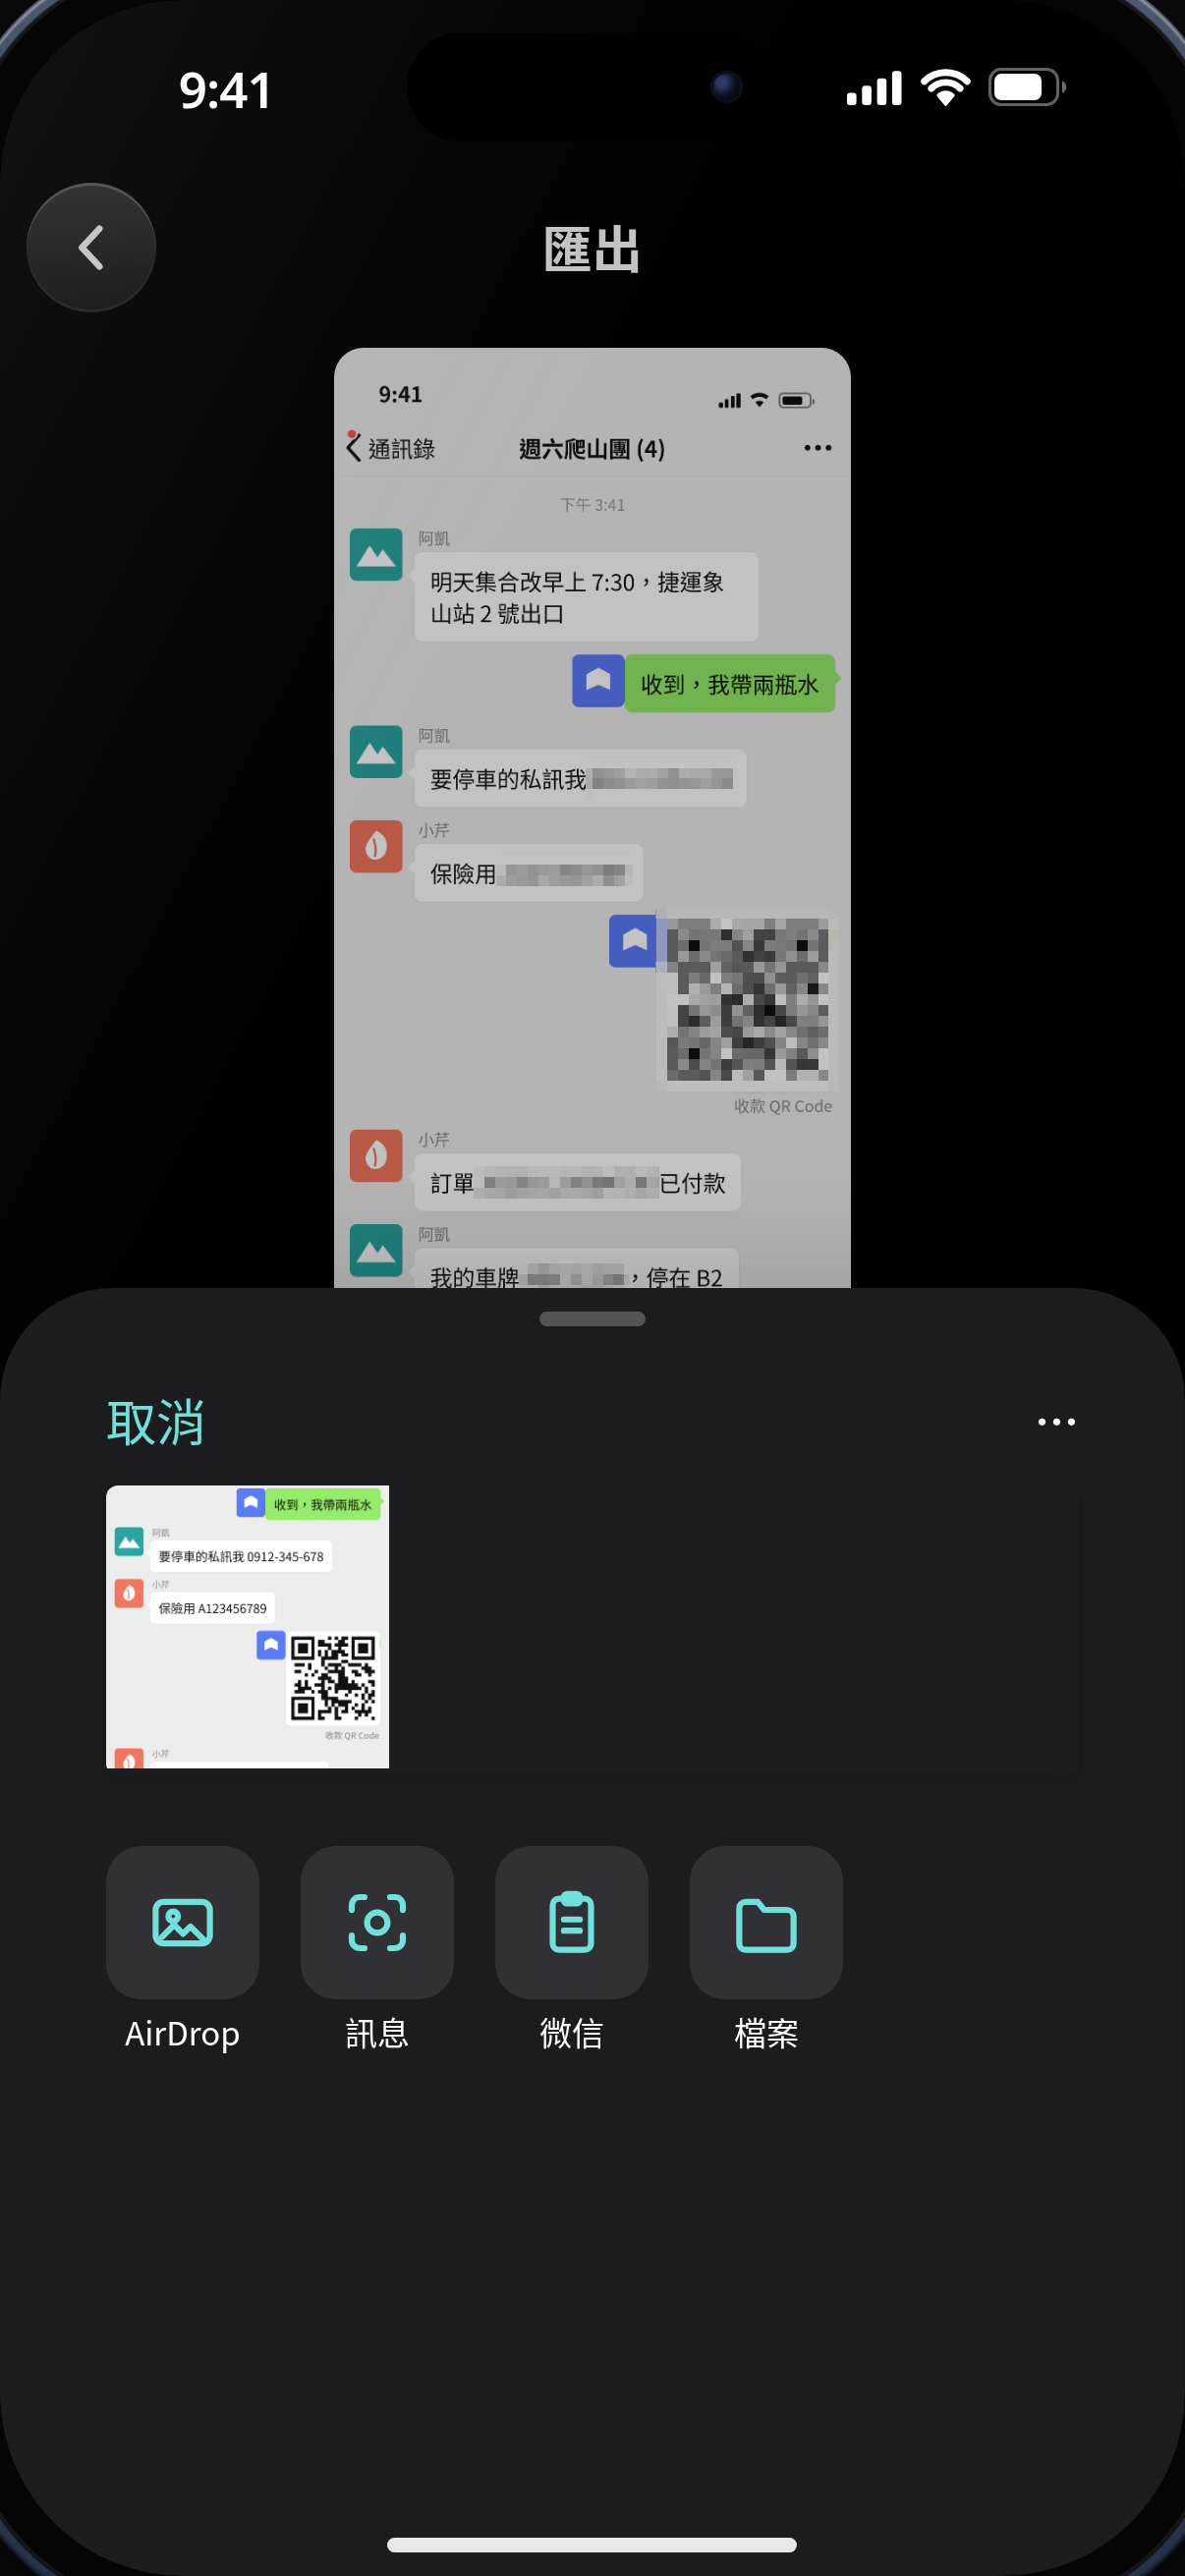 9:41
匯出
9:41
通訊錄
週六爬山團 (4)
下午 3:41
阿凱
明天集合改早上 7:30，捷運象
山站 2 號出口
收到，我帶兩瓶水
阿凱
要停車的私訊我
小芹
保險用
收款 QR Code
小芹
訂單 已付款
阿凱
我的車牌 ，停在 B2
取消
收到，我帶兩瓶水
阿凱
要停車的私訊我 0912-345-678
小芹
保險用 A123456789
收款 QR Code
小芹
AirDrop
訊息
微信
檔案